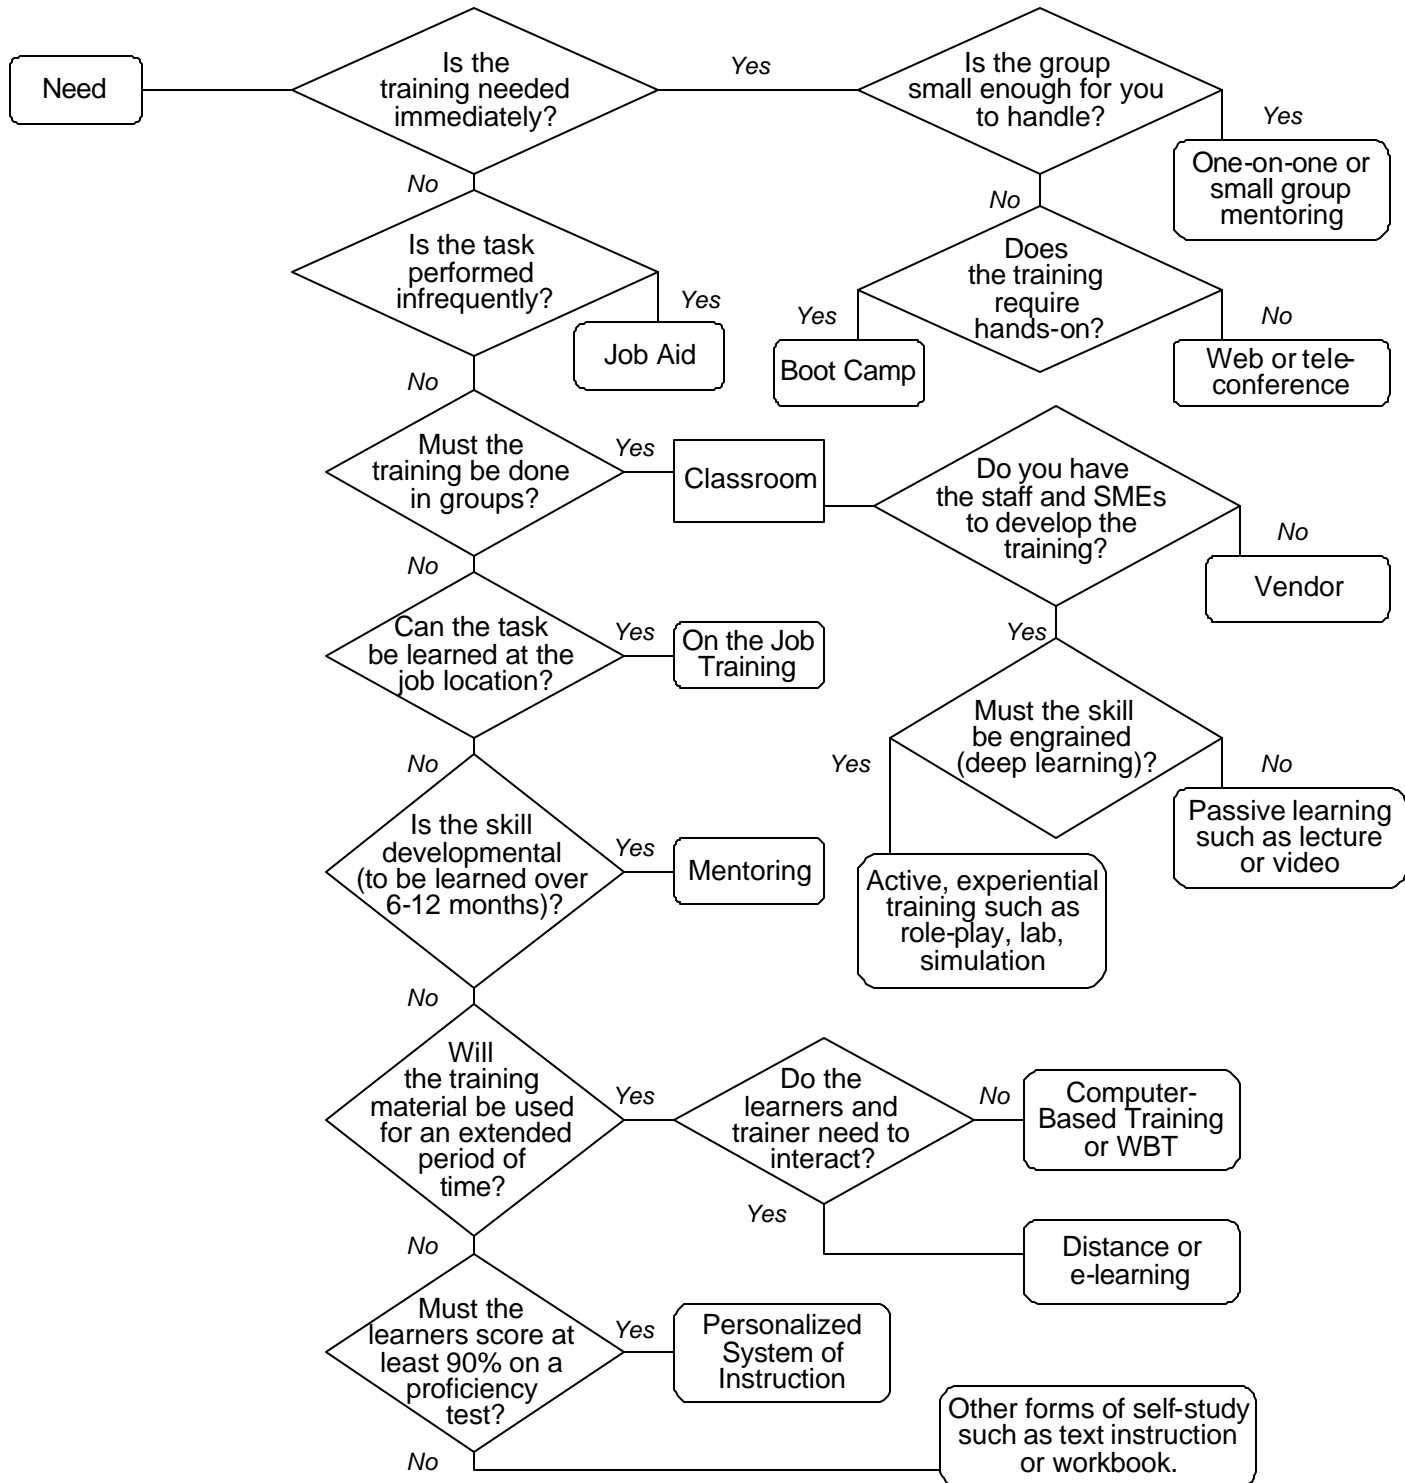 Need
Is the
training needed
immediately?
Yes
Is the group
small enough for you
to handle?
Yes
One-on-one or
small group
mentoring
No
No
Is the task
performed
infrequently?
Yes
Job Aid
Does
the training
require
hands-on?
Yes
Boot Camp
No
Web or tele-
conference
No
Must the
training be done
in groups?
Yes
Classroom
Do you have
the staff and SMEs
to develop the
training?
No
Vendor
No
Can the task
be learned at the
job location?
Yes
On the Job
Training
Yes
Must the skill
be engrained
(deep learning)?
Yes
No
Passive learning
such as lecture
or video
Active, experiential
training such as
role-play, lab,
simulation
No
Is the skill
developmental
(to be learned over
6-12 months)?
Yes
Mentoring
No
Will
the training
material be used
for an extended
period of
time?
Yes
Do the
learners and
trainer need to
interact?
No
Computer-
Based Training
or WBT
Yes
Distance or
e-learning
No
Must the
learners score at
least 90% on a
proficiency
test?
Yes
Personalized
System of
Instruction
No
Other forms of self-study
such as text instruction
or workbook.